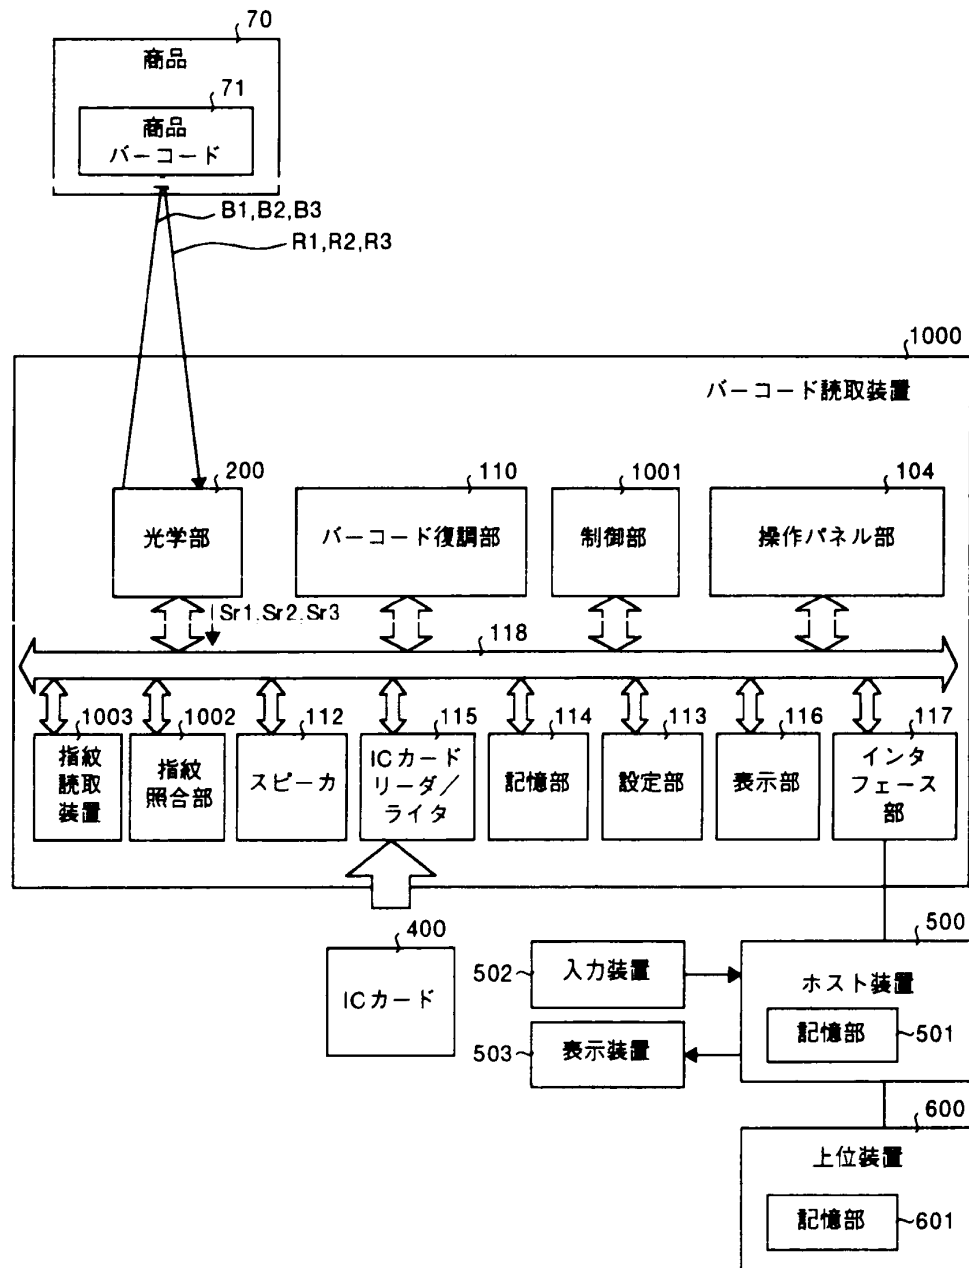 70
商品
71
商品
バーコード
B1,B2,B3
R1,R2,R3
1000
バーコード読取装置
200
光学部
110
バーコード復調部
1001
制御部
104
操作パネル部
Sr1,Sr2,Sr3
118
1003
指紋
読取
装置
1002
指紋
照合部
112
スピーカ
115
ICカード
リーダ/
ライタ
114
記憶部
113
設定部
116
表示部
117
インタ
フェース
部
400
ICカード
502
入力装置
503
表示装置
500
ホスト装置
記憶部
501
600
上位装置
記憶部
601